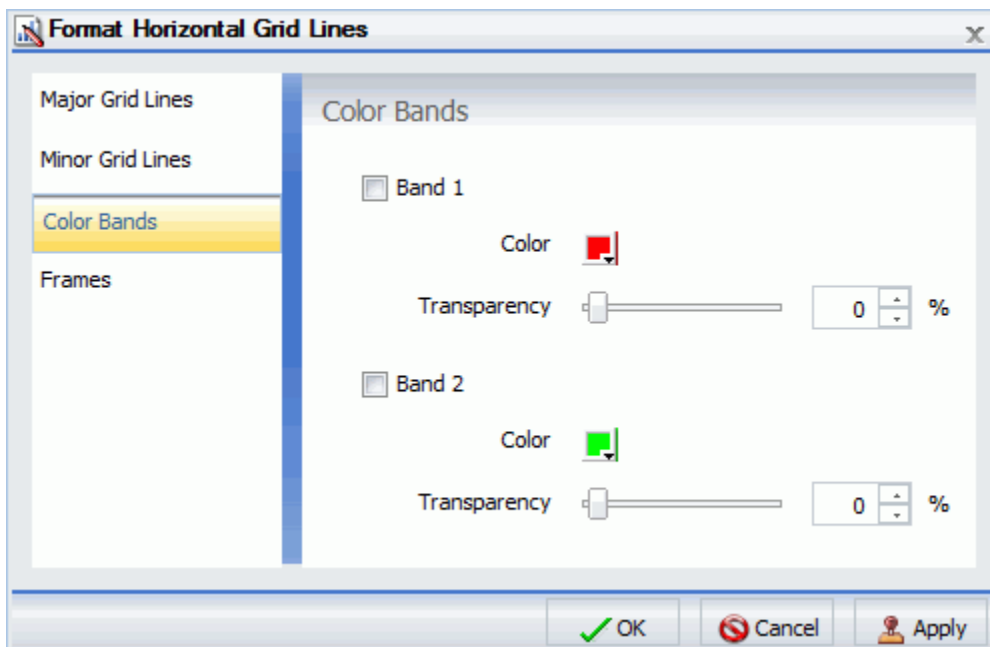 Format Horizontal Grid Lines
x
Major Grid Lines
Minor Grid Lines
Color Bands
Frames
Color Bands
Band 1
Color
Transparency
0 %
Band 2
Color
Transparency
0 %
OK
Cancel
Apply